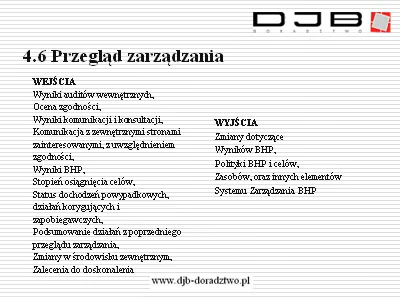 DJB
DORADZTWO
4.6 Przegląd zarządzania
WEJŚCIA
Wyniki auditów wewnętrznych,
Ocena zgodności,
Wyniki komunikacji i konsultacji,
Komunikacja z zewnętrznymi stronami
zainteresowanymi, z uwzględnieniem
zgodności,
Wyniki BHP,
Stopień osiągnięcia celów,
Status dochodzeń powypadkowych,
działań korygujących i
zapobiegawczych,
Podsumowanie działań z poprzedniego
przeglądu zarządzania,
Zmiany w środowisku zewnętrznym,
Zalecenia do doskonalenia
WYJŚCIA
Zmiany dotyczące
Wyników BHP,
Polityki BHP i celów,
Zasobów, oraz innych elementów
Systemu Zarządzania BHP
www.djb-doradztwo.pl